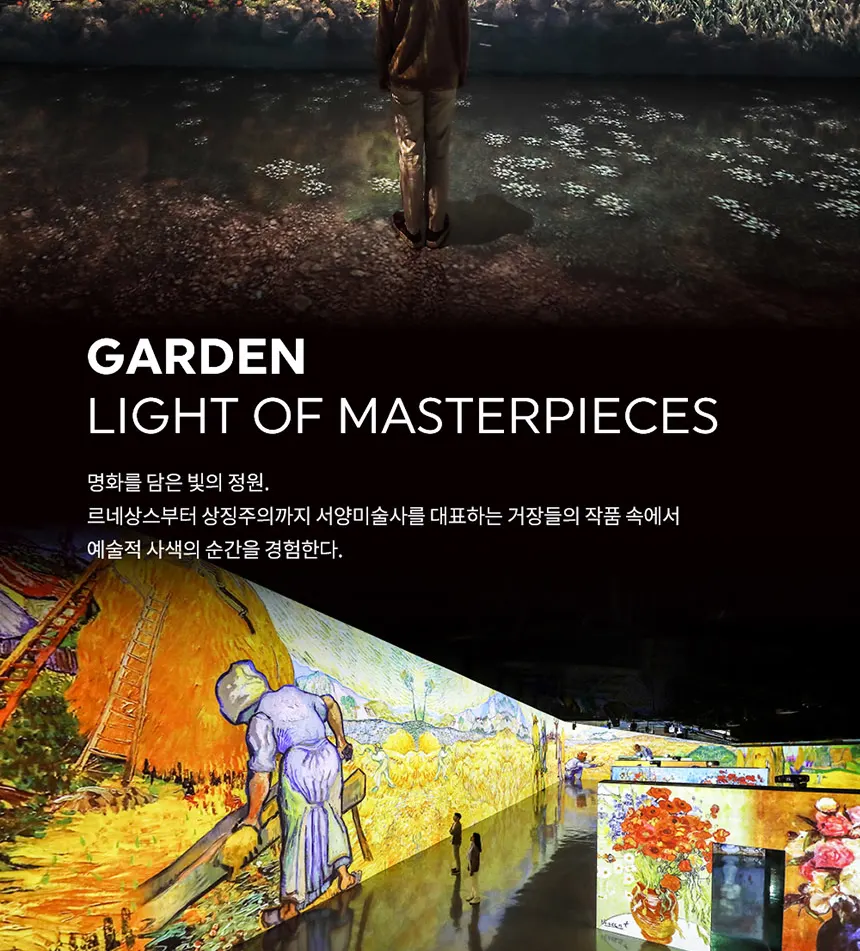 GARDEN
LIGHT OF MASTERPIECES
명화를 담은 빛의 정원.
르네상스부터 상징주의까지 서양미술사를 대표하는 거장들의 작품 속에서
예술적 사색의 순간을 경험한다.